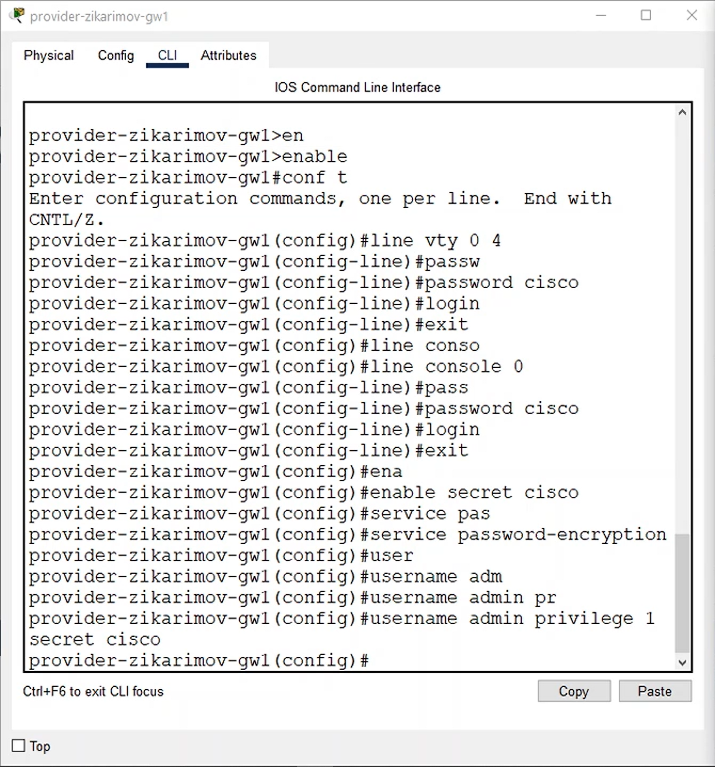 provider-zikarimov-gw1
Physical Config CLI Attributes
IOS Command Line Interface
provider-zikarimov-gw1>en
provider-zikarimov-gw1>enable
provider-zikarimov-gw1#conf t
Enter configuration commands, one per line.  End with
CNTL/Z.
provider-zikarimov-gw1(config)#line vty 0 4
provider-zikarimov-gw1(config-line)#passw
provider-zikarimov-gw1(config-line)#password cisco
provider-zikarimov-gw1(config-line)#login
provider-zikarimov-gw1(config-line)#exit
provider-zikarimov-gw1(config)#line conso
provider-zikarimov-gw1(config)#line console 0
provider-zikarimov-gw1(config-line)#pass
provider-zikarimov-gw1(config-line)#password cisco
provider-zikarimov-gw1(config-line)#login
provider-zikarimov-gw1(config-line)#exit
provider-zikarimov-gw1(config)#ena
provider-zikarimov-gw1(config)#enable secret cisco
provider-zikarimov-gw1(config)#service pas
provider-zikarimov-gw1(config)#service password-encryption
provider-zikarimov-gw1(config)#user
provider-zikarimov-gw1(config)#username adm
provider-zikarimov-gw1(config)#username admin pr
provider-zikarimov-gw1(config)#username admin privilege 1
secret cisco
provider-zikarimov-gw1(config)#
Ctrl+F6 to exit CLI focus Copy Paste
Top